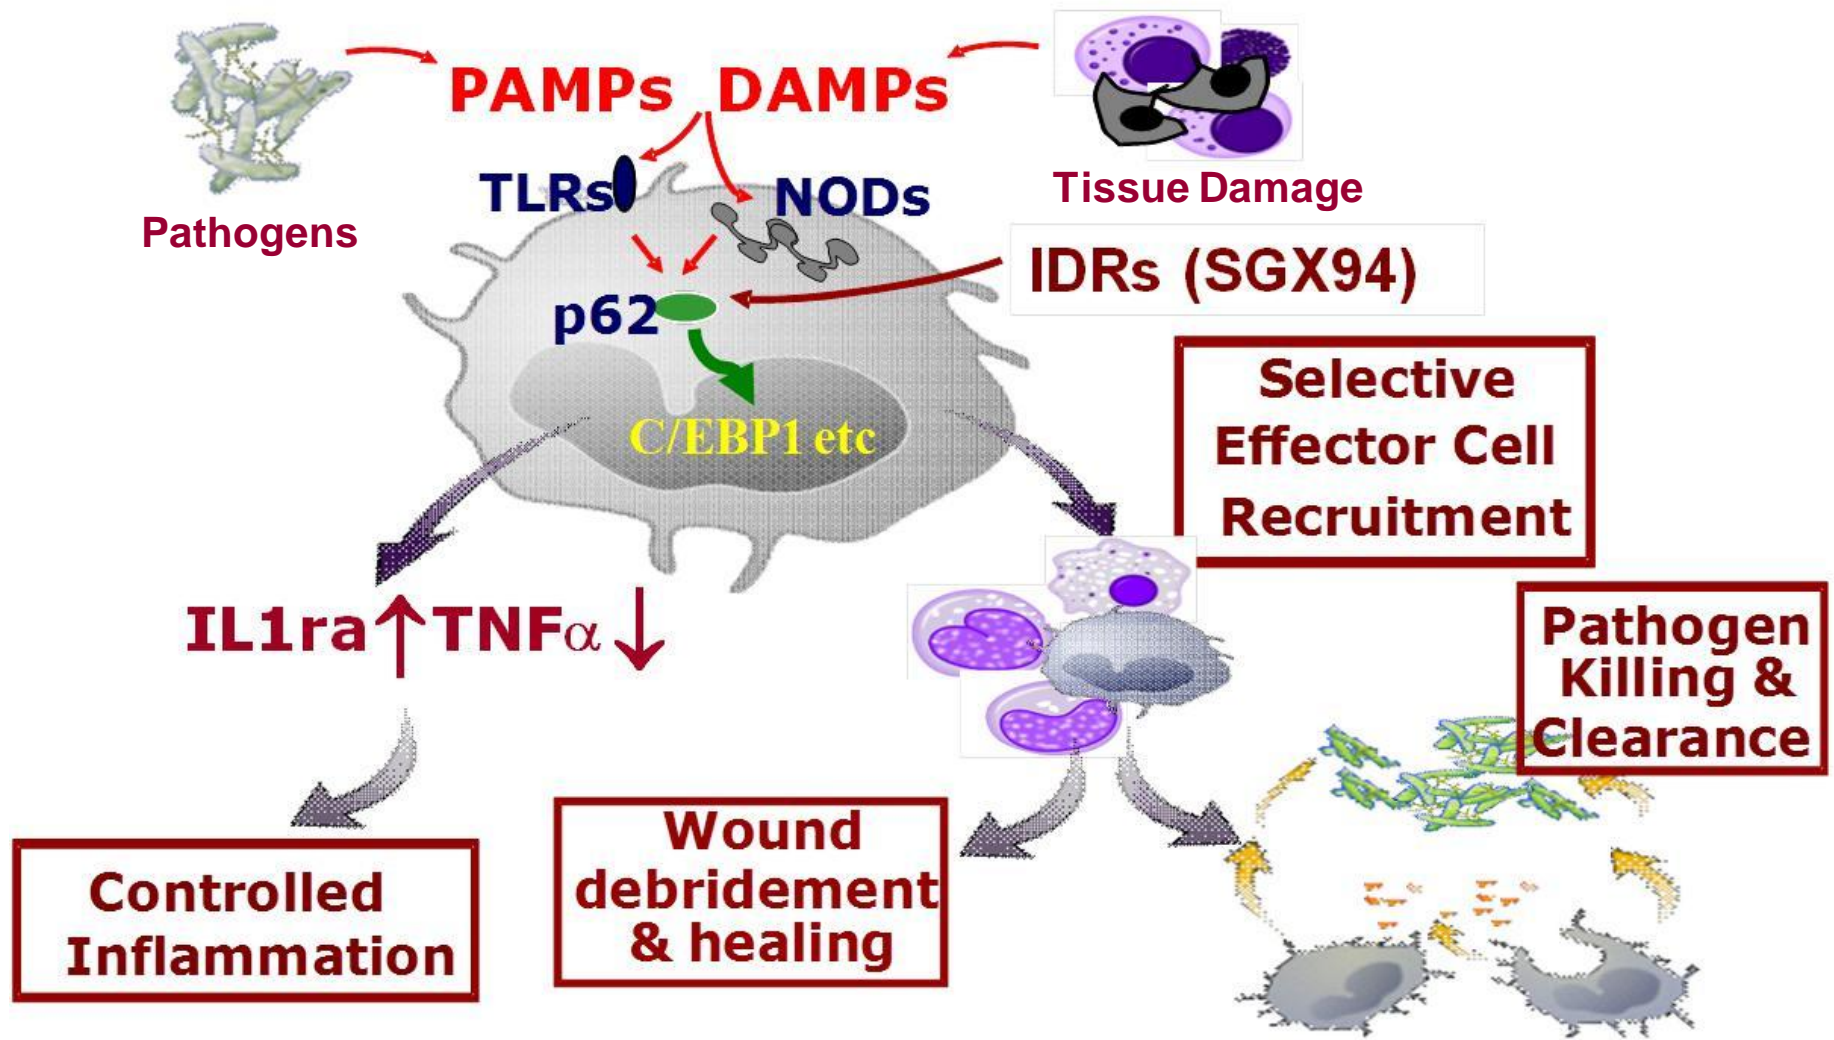 PAMPs DAMPs
TLRs
NODs
Pathogens
Tissue Damage
IDRs (SGX94)
p62
C/EBP1 etc
Selective
Effector Cell
Recruitment
IL1ra↑TNFα↓
Pathogen
Killing &
Clearance
Wound
debridement
& healing
Controlled
Inflammation